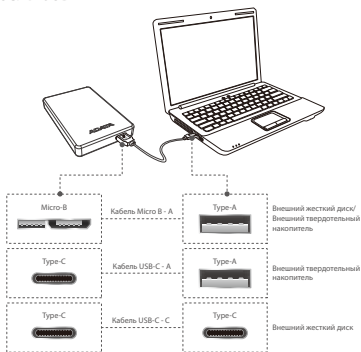 ADATA
Micro-B
Кабель Micro B - A
Type-A
Внешний жесткий диск/
Внешний твердотельный
накопитель
Type-C
Кабель USB-C - A
Type-A
Внешний твердотельный
накопитель
Type-C
Кабель USB-C - C
Type-C
Внешний жесткий диск